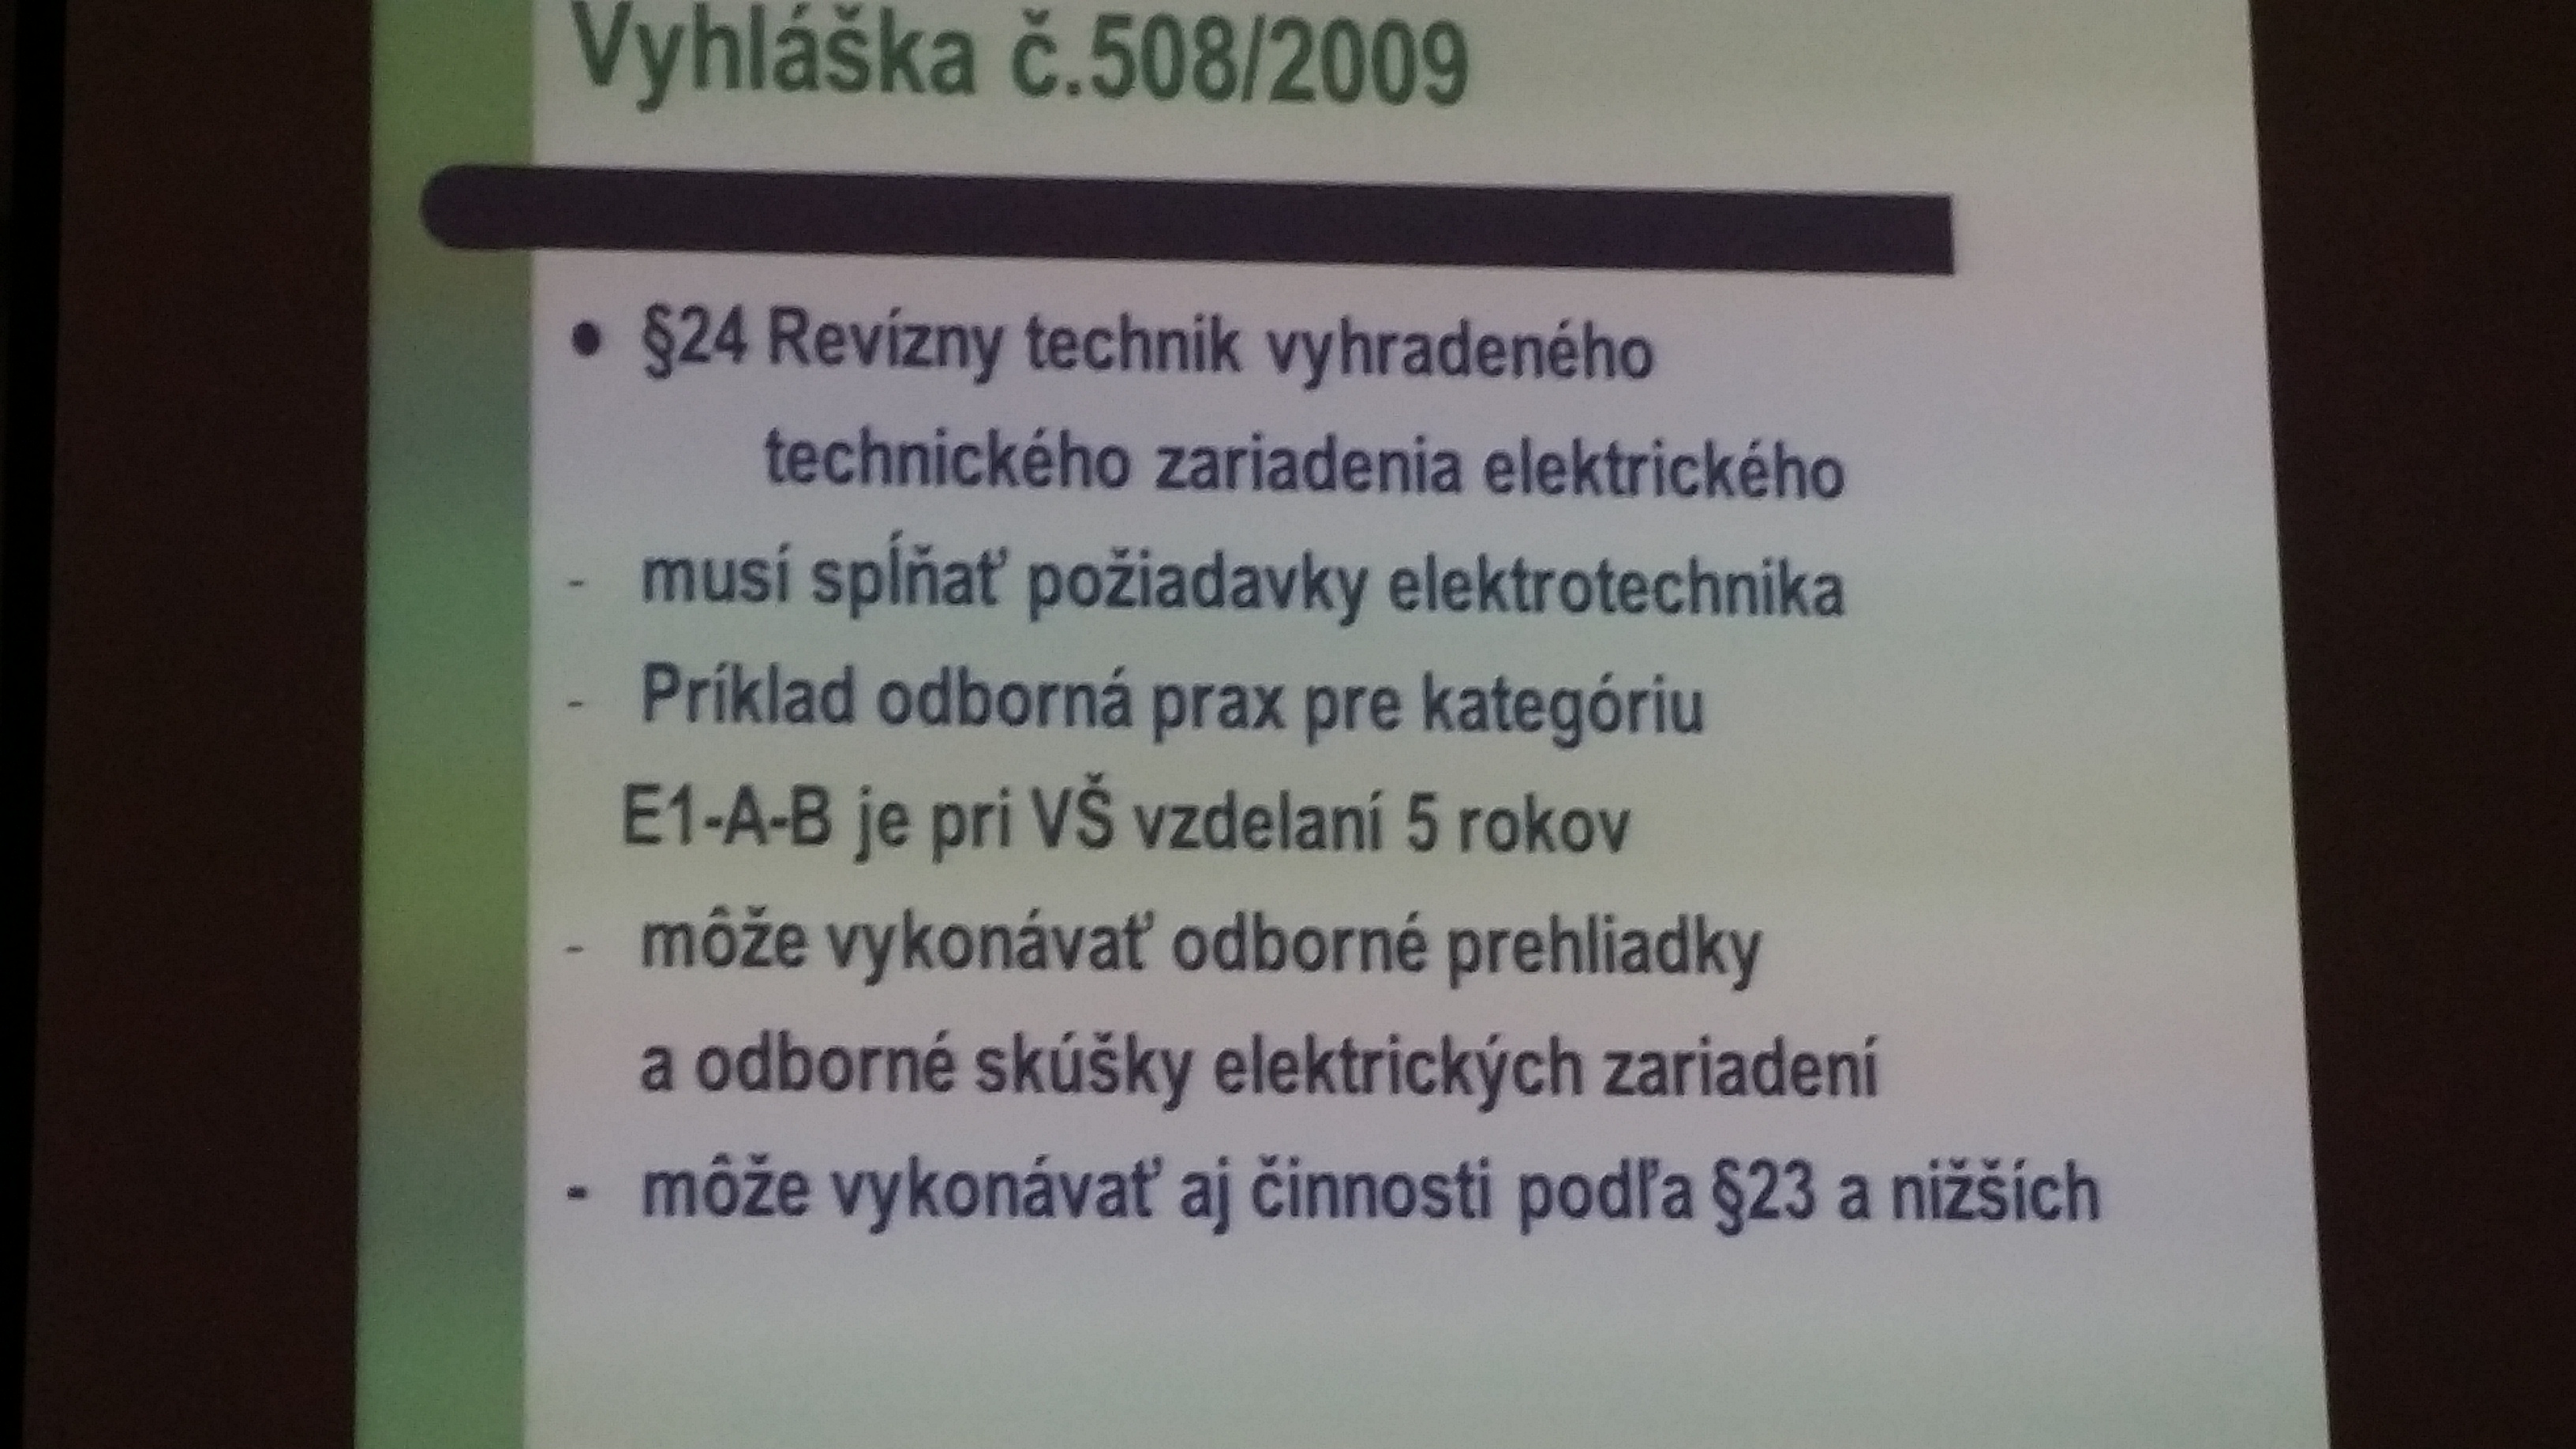 Vyhláška č.508/2009
• §24 Revízny technik vyhradeného
technického zariadenia elektrického
- musí spĺňať požiadavky elektrotechnika
- Príklad odborná prax pre kategóriu
E1-A-B je pri VŠ vzdelaní 5 rokov
- môže vykonávať odborné prehliadky
a odborné skúšky elektrických zariadení
- môže vykonávať aj činnosti podľa §23 a nižších